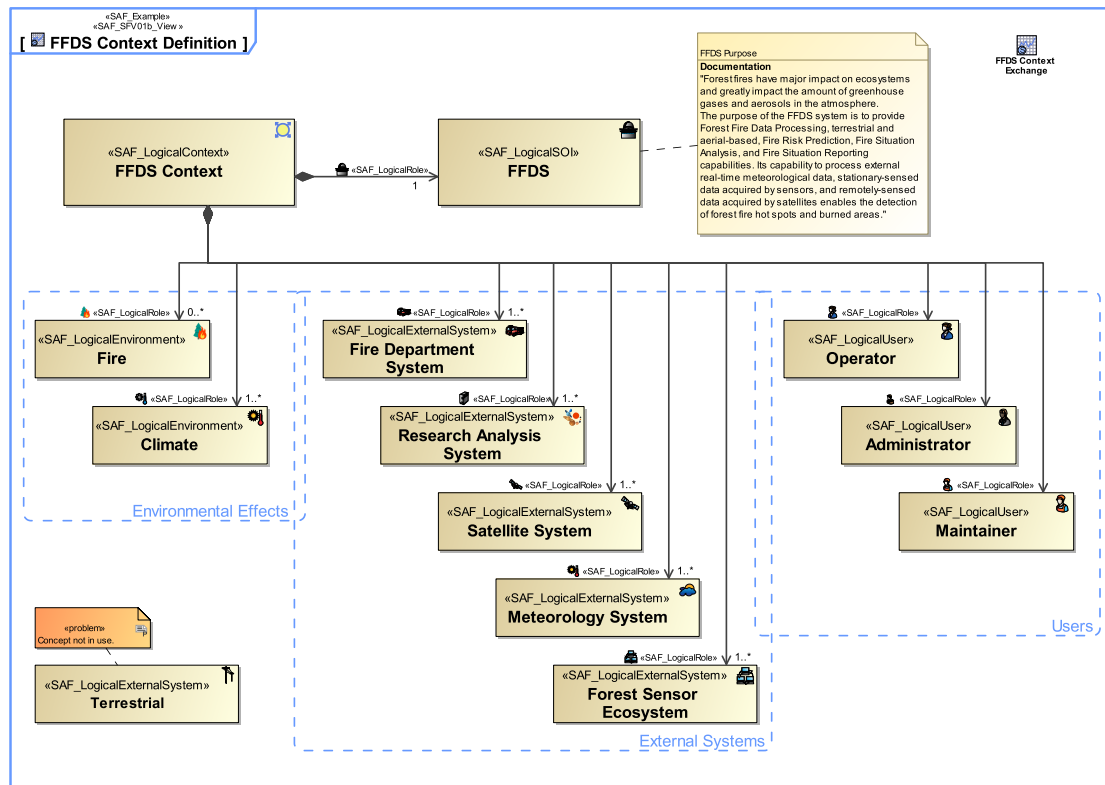 «SAF_Example»
«SAF_SFV01b_View »
[ FFDS Context Definition ]
FFDS Context
Exchange
FFDS Purpose
Documentation
"Forest fires have major impact on ecosystems
and greatly impact the amount of greenhouse
gases and aerosols in the atmosphere.
The purpose of the FFDS system is to provide
Forest Fire Data Processing, terrestrial and
aerial-based, Fire Risk Prediction, Fire Situation
Analysis, and Fire Situation Reporting
capabilities. Its capability to process external
real-time meteorological data, stationary-sensed
data acquired by sensors, and remotely-sensed
data acquired by satellites enables the detection
of forest fire hot spots and burned areas."
«SAF_LogicalContext»
FFDS Context
«SAF_LogicalRole»
1
«SAF_LogicalSOI»
FFDS
«SAF_LogicalRole» 0..*
«SAF_LogicalEnvironment»
Fire
«SAF_LogicalRole» 1..*
«SAF_LogicalEnvironment»
Climate
Environmental Effects
«SAF_LogicalRole» 1..*
«SAF_LogicalExternalSystem»
Fire Department
System
«SAF_LogicalRole» 1..*
«SAF_LogicalExternalSystem»
Research Analysis
System
«SAF_LogicalRole» 1..*
«SAF_LogicalExternalSystem»
Satellite System
«SAF_LogicalRole» 1..*
«SAF_LogicalExternalSystem»
Meteorology System
«SAF_LogicalRole» 1..*
«SAF_LogicalExternalSystem»
Forest Sensor
Ecosystem
External Systems
«SAF_LogicalRole»
«SAF_LogicalUser»
Operator
«SAF_LogicalRole»
«SAF_LogicalUser»
Administrator
«SAF_LogicalRole»
«SAF_LogicalUser»
Maintainer
Users
«problem»
Concept not in use.
«SAF_LogicalExternalSystem»
Terrestrial